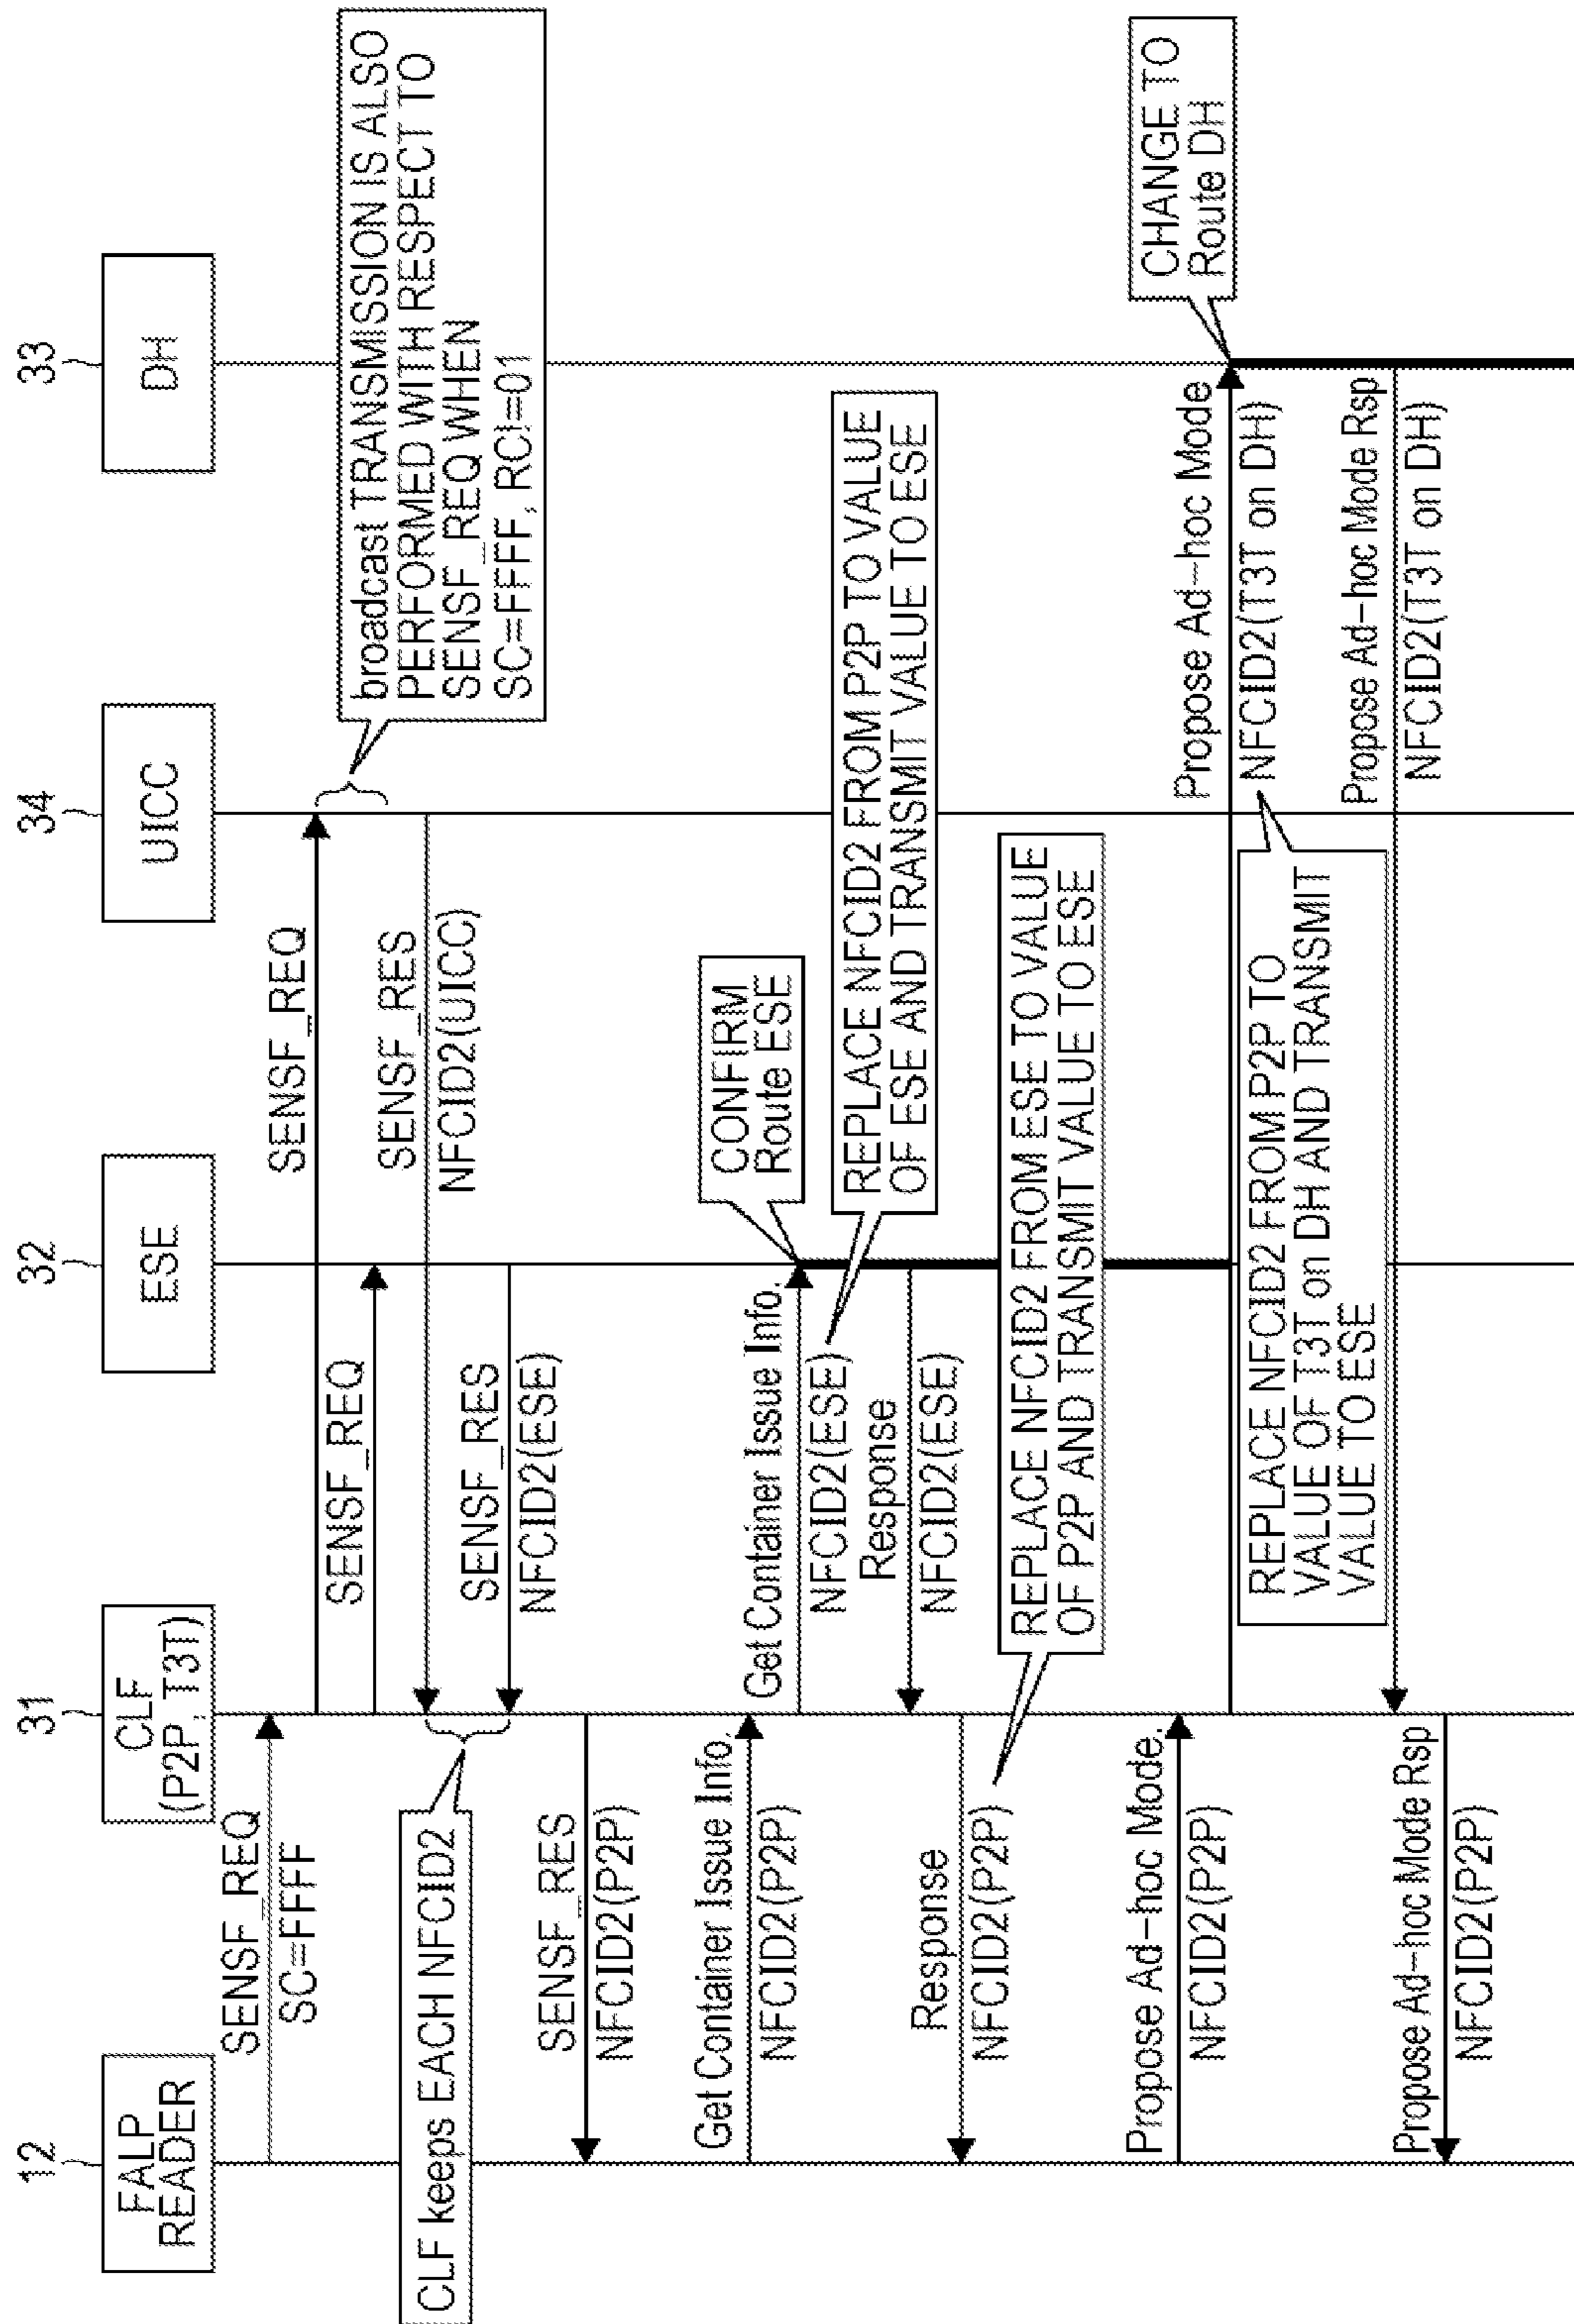 12
FALP
READER
31
CLF
(P2P, T3T)
32
ESE
34
UICC
33
DH
SENSF_REQ
SC=FFFF
SENSF_REQ
SENSF_REQ
broadcast TRANSMISSION IS ALSO
PERFORMED WITH RESPECT TO
SENSF_REQ WHEN
SC=FFFF, RCI=01
SENSF_RES
NFCID2(UICC)
SENSF_RES
NFCID2(ESE)
CLF keeps EACH NFCID2
SENSF_RES
NFCID2(P2P)
Get Container Issue Info.
NFCID2(P2P)
Get Container Issue Info.
NFCID2(ESE)
CONFIRM
Route ESE
REPLACE NFCID2 FROM P2P TO VALUE
OF ESE AND TRANSMIT VALUE TO ESE
Response
NFCID2(ESE)
Response
NFCID2(P2P)
REPLACE NFCID2 FROM ESE TO VALUE
OF P2P AND TRANSMIT VALUE TO ESE
Propose Ad-hoc Mode.
NFCID2(P2P)
Propose Ad-hoc Mode
NFCID2(T3T on DH)
CHANGE TO
Route DH
REPLACE NFCID2 FROM P2P TO
VALUE OF T3T on DH AND TRANSMIT
VALUE TO ESE
Propose Ad-hoc Mode Rsp
NFCID2(T3T on DH)
Propose Ad-hoc Mode Rsp
NFCID2(P2P)